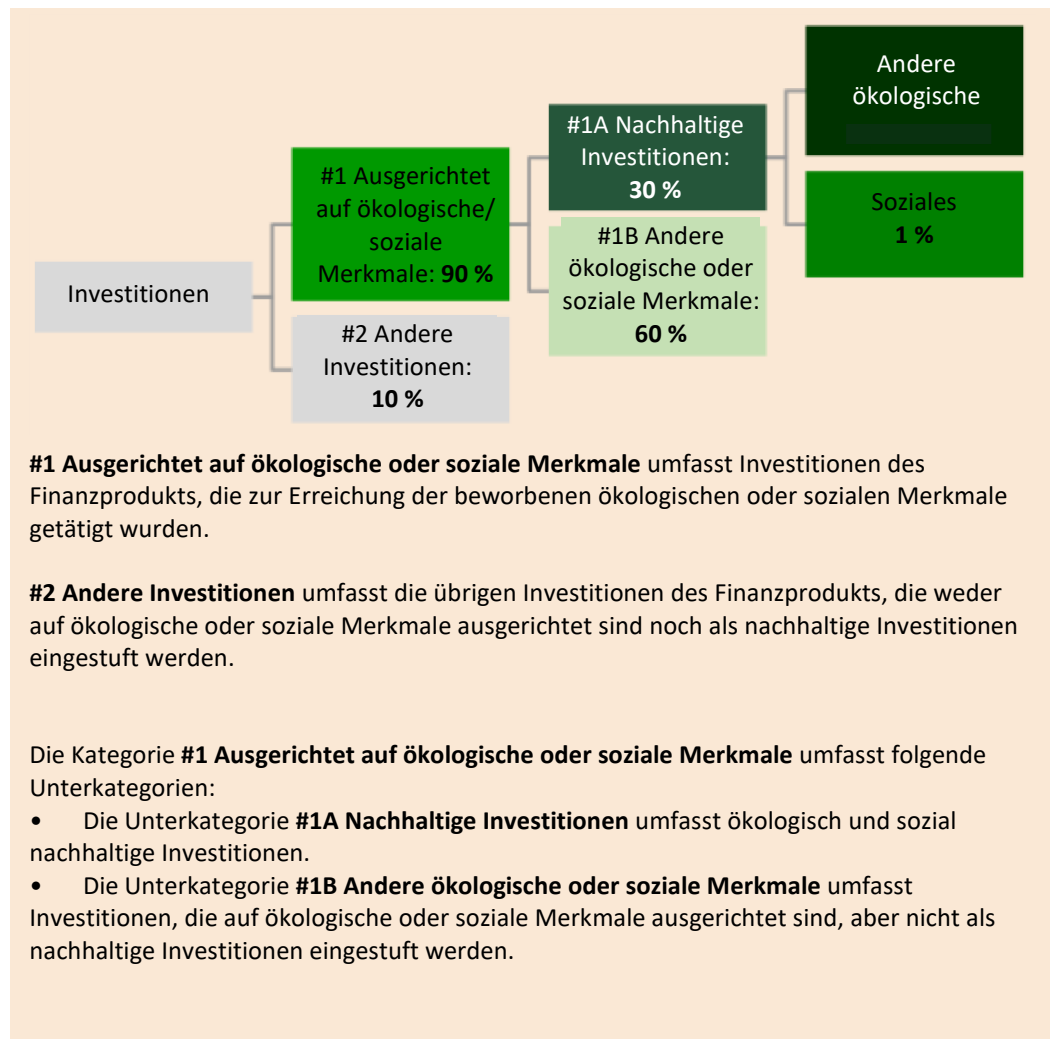 Andere
ökologische
#1A Nachhaltige
Investitionen:
30 %
#1 Ausgerichtet
auf ökologische/
soziale
Merkmale: 90 %
Soziales
1 %
#1B Andere
ökologische oder
soziale Merkmale:
60 %
Investitionen
#2 Andere
Investitionen:
10 %
#1 Ausgerichtet auf ökologische oder soziale Merkmale umfasst Investitionen des
Finanzprodukts, die zur Erreichung der beworbenen ökologischen oder sozialen Merkmale
getätigt wurden.
#2 Andere Investitionen umfasst die übrigen Investitionen des Finanzprodukts, die weder
auf ökologische oder soziale Merkmale ausgerichtet sind noch als nachhaltige Investitionen
eingestuft werden.
Die Kategorie #1 Ausgerichtet auf ökologische oder soziale Merkmale umfasst folgende
Unterkategorien:
• Die Unterkategorie #1A Nachhaltige Investitionen umfasst ökologisch und sozial
nachhaltige Investitionen.
• Die Unterkategorie #1B Andere ökologische oder soziale Merkmale umfasst
Investitionen, die auf ökologische oder soziale Merkmale ausgerichtet sind, aber nicht als
nachhaltige Investitionen eingestuft werden.